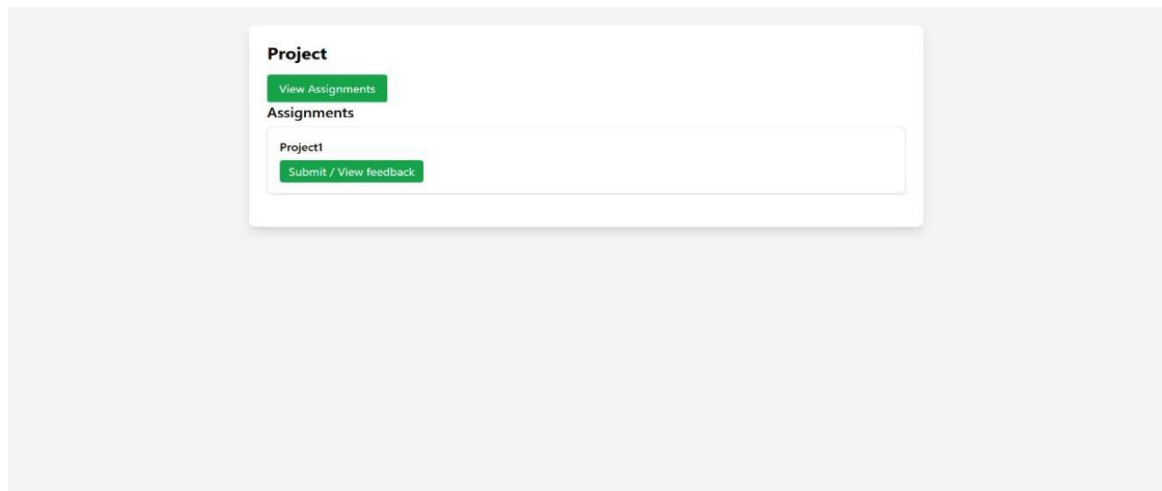 Project
View Assignments
Assignments
Project1
Submit / View feedback